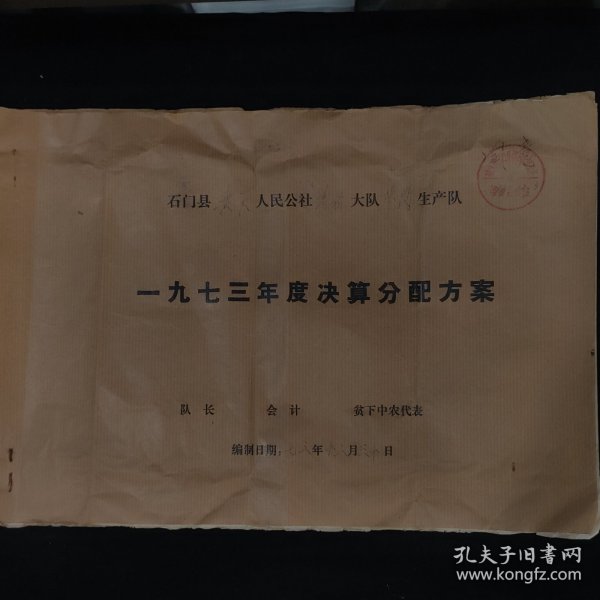 石门县 人民公社 大队 生产队
一九七三年度决算分配方案
队长 会计 贫下中农代表
编制日期: 年 月 日
孔夫子旧书网
www.kongfz.com